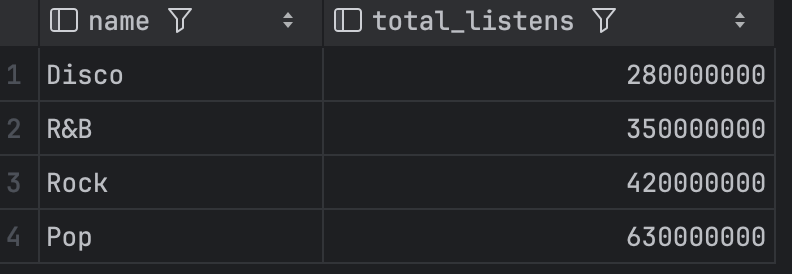 name total_listens
1 Disco 280000000
2 R&B 350000000
3 Rock 420000000
4 Pop 630000000